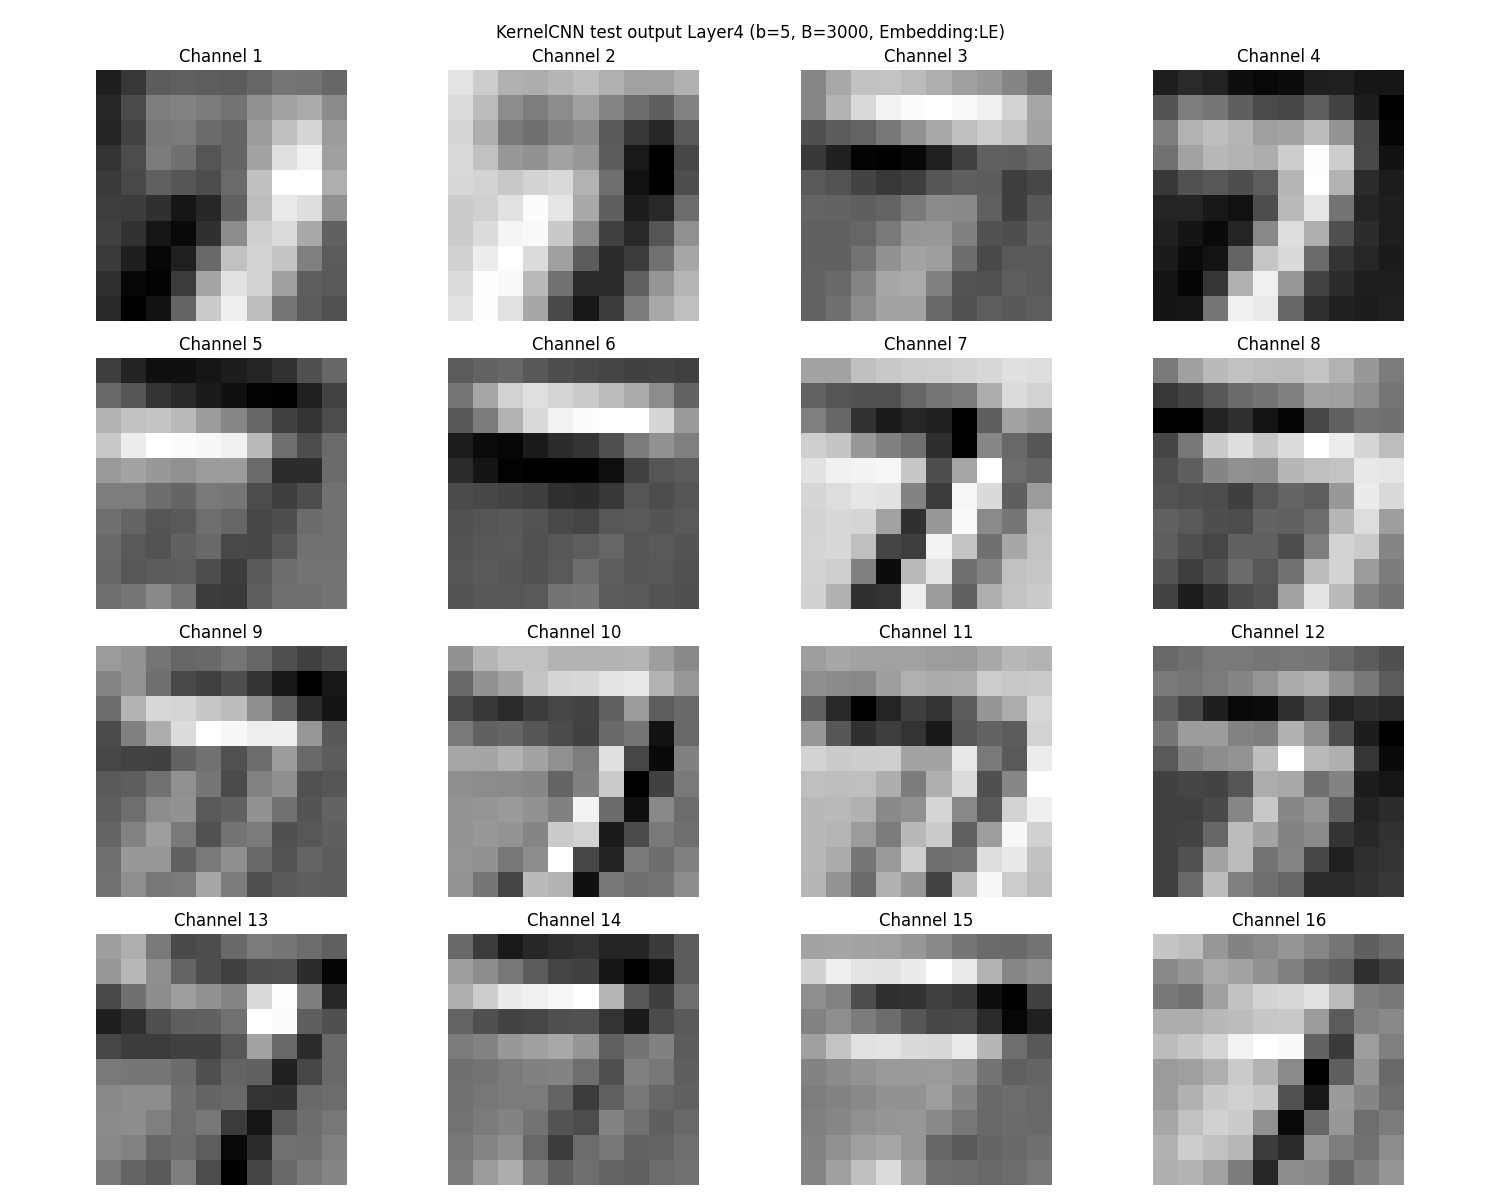 KernelCNN test output Layer4 (b=5, B=3000, Embedding:LE)
Channel 1 Channel 2 Channel 3 Channel 4
Channel 5 Channel 6 Channel 7 Channel 8
Channel 9 Channel 10 Channel 11 Channel 12
Channel 13 Channel 14 Channel 15 Channel 16